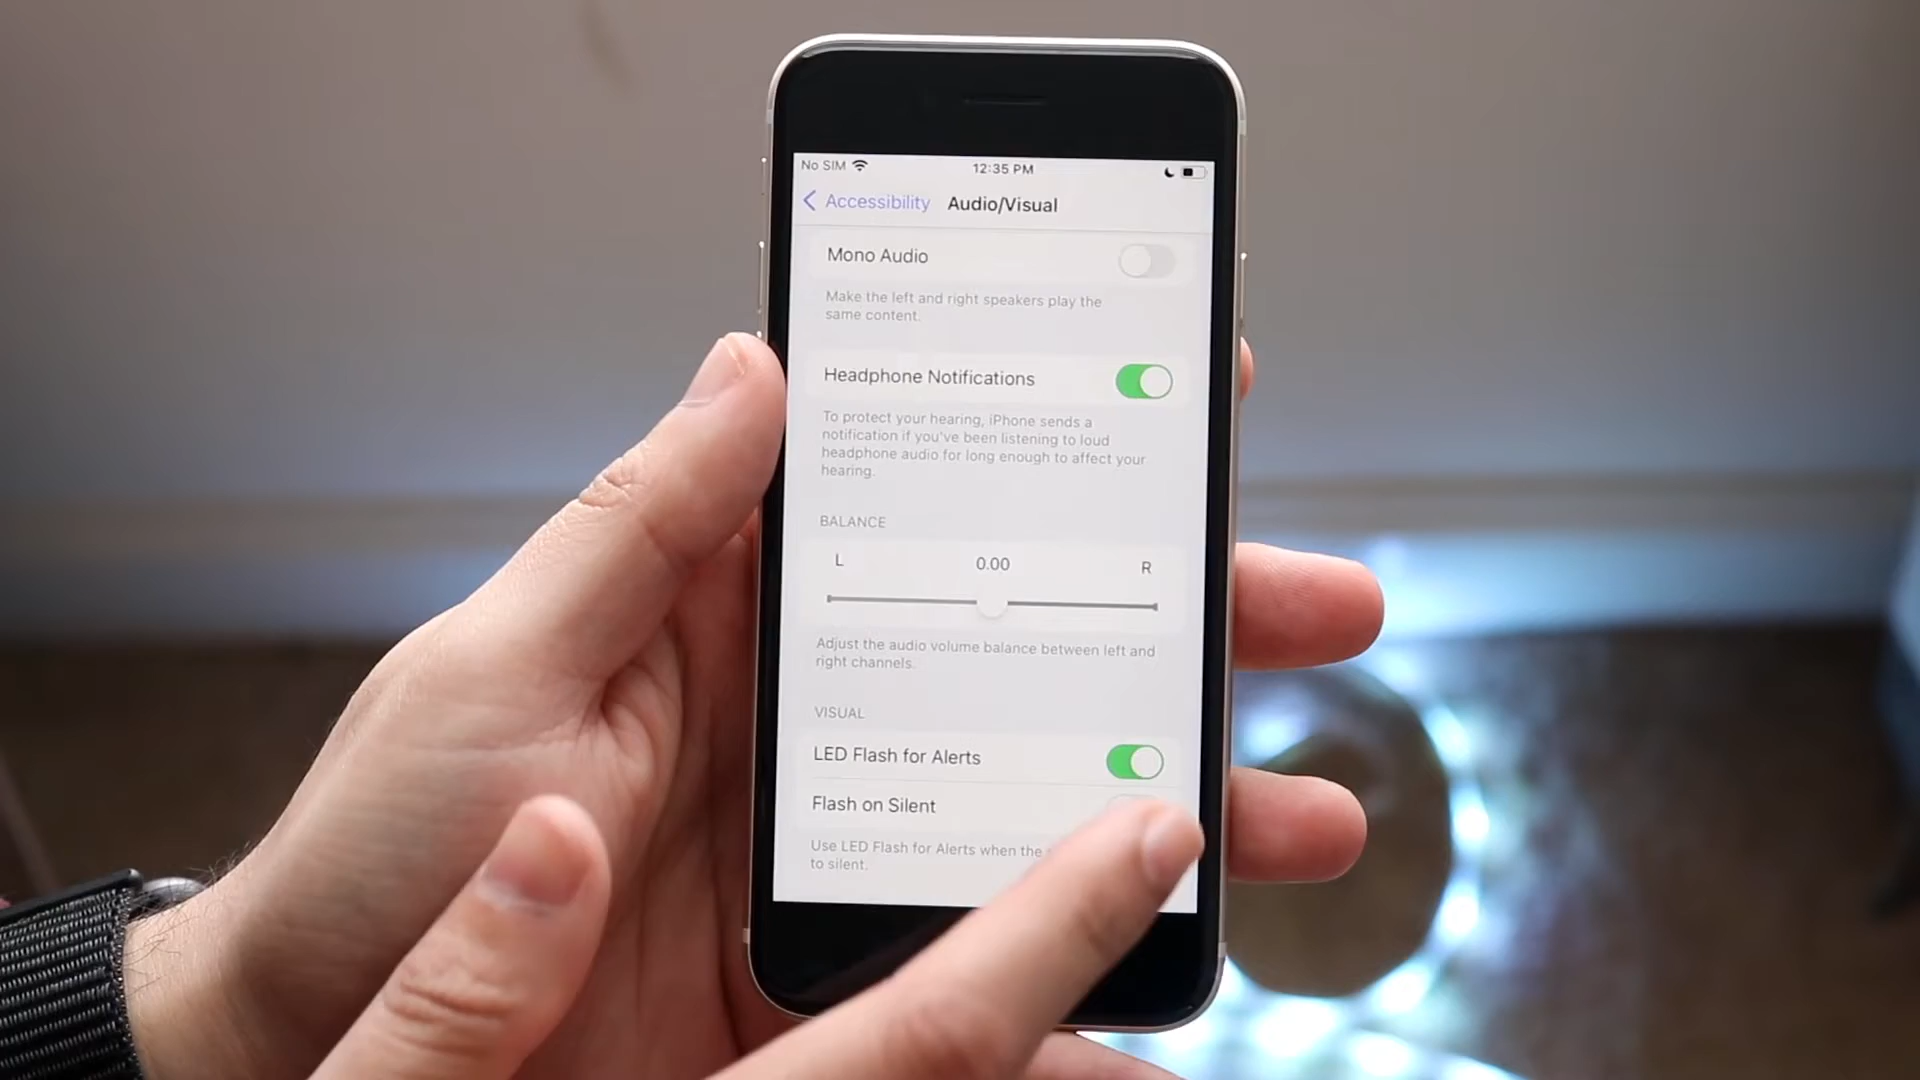 No SIM
12:35 PM
Accessibility
Audio/Visual
Mono Audio
Make the left and right speakers play the
same content.
Headphone Notifications
To protect your hearing, iPhone sends a
notification if you've been listening to loud
headphone audio for long enough to affect your
hearing.
BALANCE
L 0.00 R
Adjust the audio volume balance between left and
right channels.
VISUAL
LED Flash for Alerts
Flash on Silent
Use LED Flash for Alerts when the
to silent.